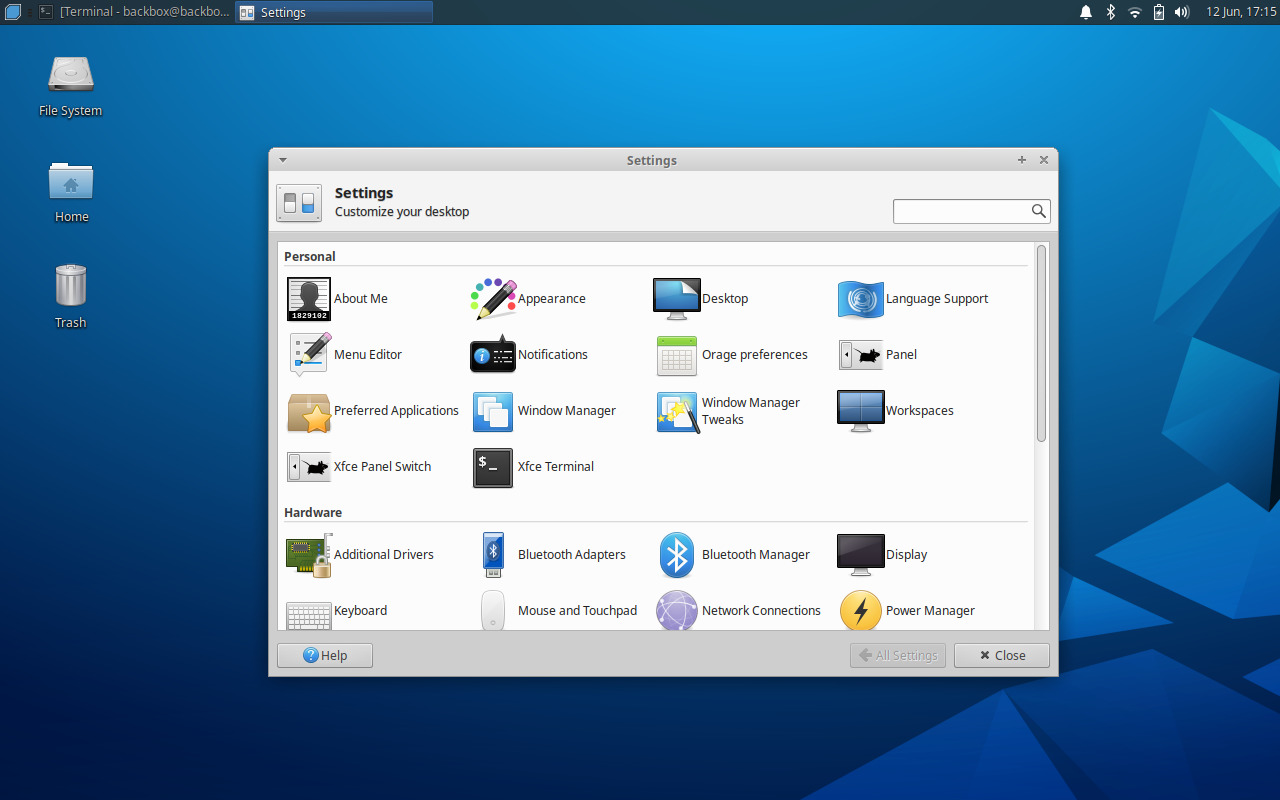 [Terminal - backbox@backbo...
Settings
12 Jun, 17:15
File System
Home
Trash
Settings
Settings
Customize your desktop
Personal
1829102
About Me
Appearance
Desktop
Language Support
Menu Editor
Notifications
Orage preferences
Panel
Preferred Applications
Window Manager
Window Manager
Tweaks
Workspaces
Xfce Panel Switch
$_
Xfce Terminal
Hardware
Additional Drivers
Bluetooth Adapters
Bluetooth Manager
Display
Keyboard
Mouse and Touchpad
Network Connections
Power Manager
Help
All Settings
Close